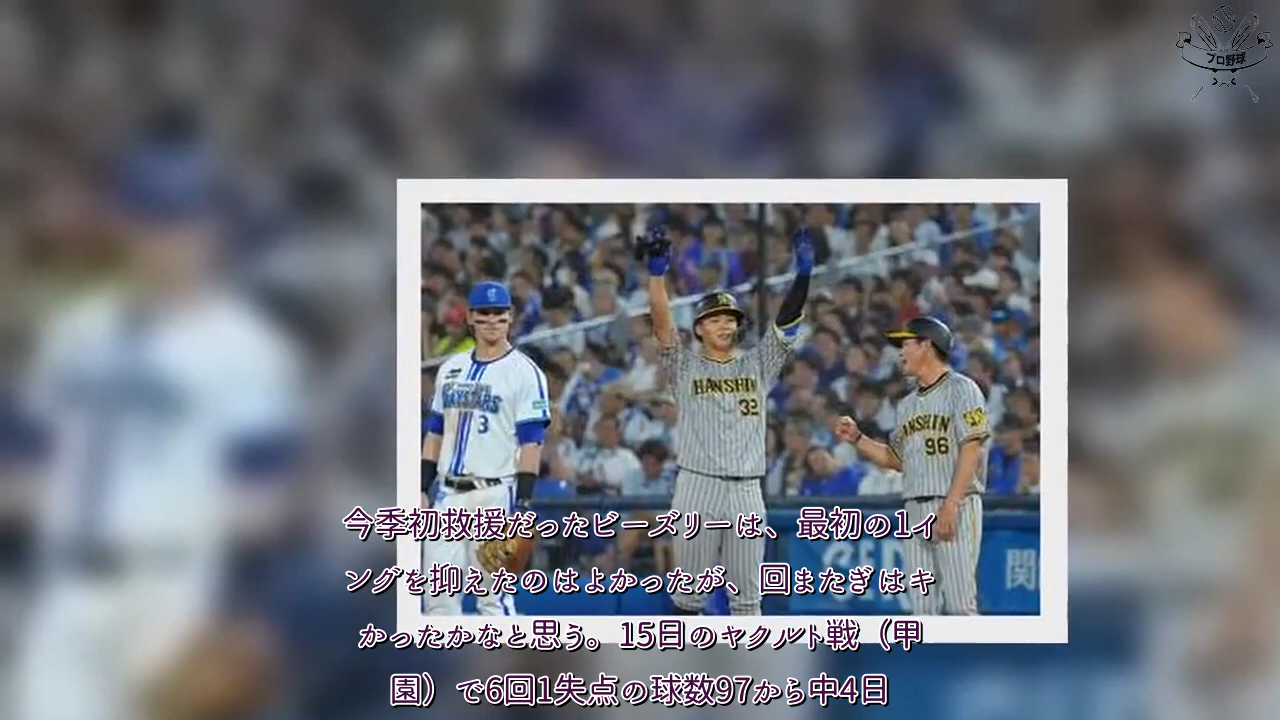 プロ野球
BAYSTARS
3
HANSHIN
32
HANSHIN
96
関
今季初救援だったビーズリーは、最初の1イ
ングを抑えたのはよかったが、回またぎはキ
かったかなと思う。15日のヤクルト戦（甲
園）で6回1失点の球数97から中4日